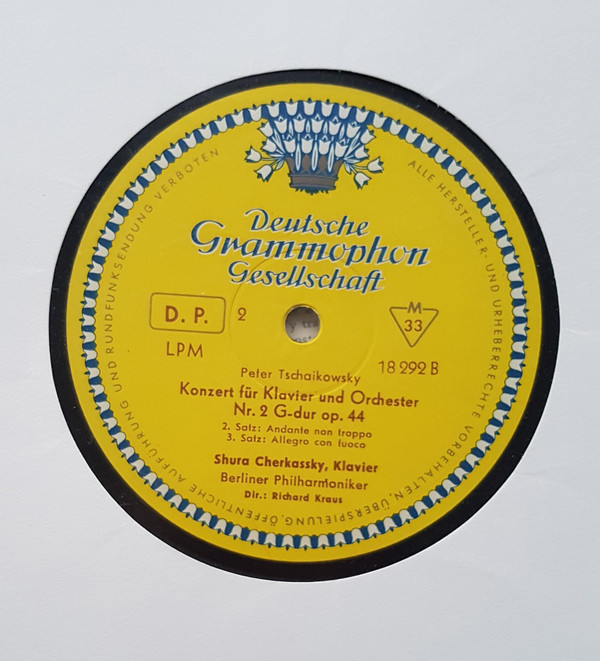 ALLE HERSTELLER- UND URHEBERRECHTE VORBEHALTEN, ÜBERSPIELUNG, ÖFFENTLICHE AUFFÜHRUNG UND RUNDFUNKSENDUNG VERBOTEN
Deutsche
Grammophon
Gesellschaft
D. P. 2
M
33
LPM
18 292 B
Peter Tschaikowsky
Konzert für Klavier und Orchester
Nr. 2 G-dur op. 44
2. Satz: Andante non troppo
3. Satz: Allegro con fuoco
Shura Cherkassky, Klavier
Berliner Philharmoniker
Dir.: Richard Kraus